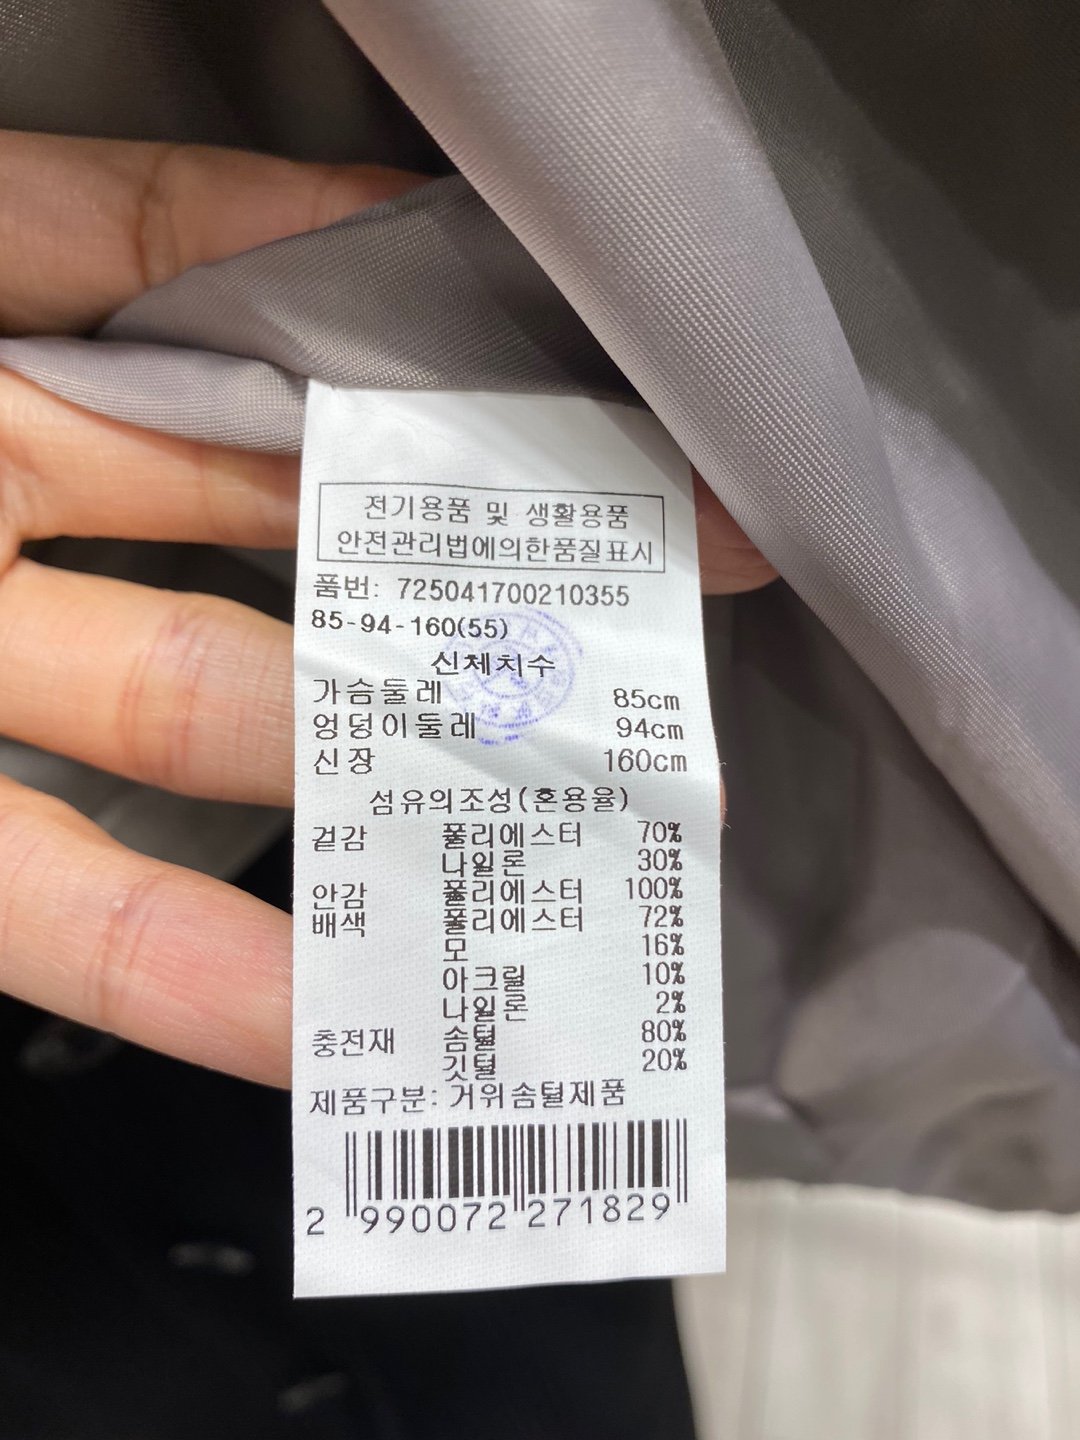 전기용품 및 생활용품
안전관리법에의한품질표시
품번: 725041700210355
85-94-160(55)
신체치수
가슴둘레 85cm
엉덩이둘레 94cm
신장 160cm
섬유의조성(혼용율)
겉감 폴리에스터 70%
나일론 30%
안감 폴리에스터 100%
배색 폴리에스터 72%
모 16%
아크릴 10%
나일론 2%
충전재 솜털 80%
깃털 20%
제품구분: 거위솜털제품
2 990072 271829